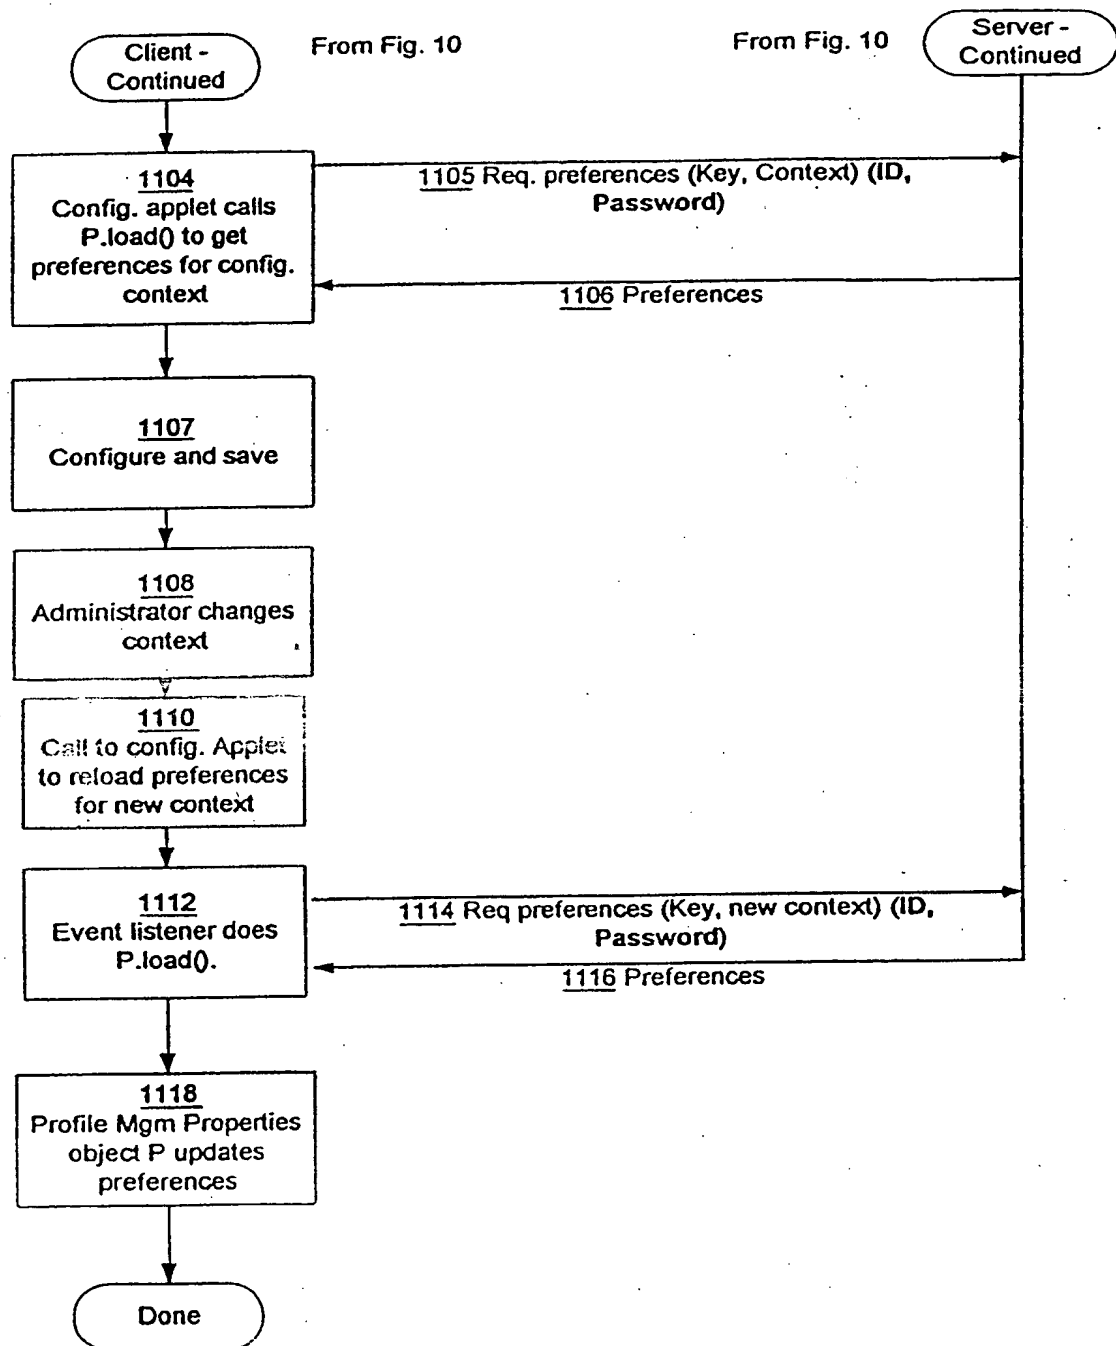 Client -
Continued
From Fig. 10
From Fig. 10
Server -
Continued
1104
Config. applet calls
P.load() to get
preferences for config.
context
1105 Req. preferences (Key, Context) (ID,
Password)
1106 Preferences
1107
Configure and save
1108
Administrator changes
context
1110
Call to config. Applet
to reload preferences
for new context
1112
Event listener does
P.load().
1114 Req preferences (Key, new context) (ID,
Password)
1116 Preferences
1118
Profile Mgm Properties
object P updates
preferences
Done